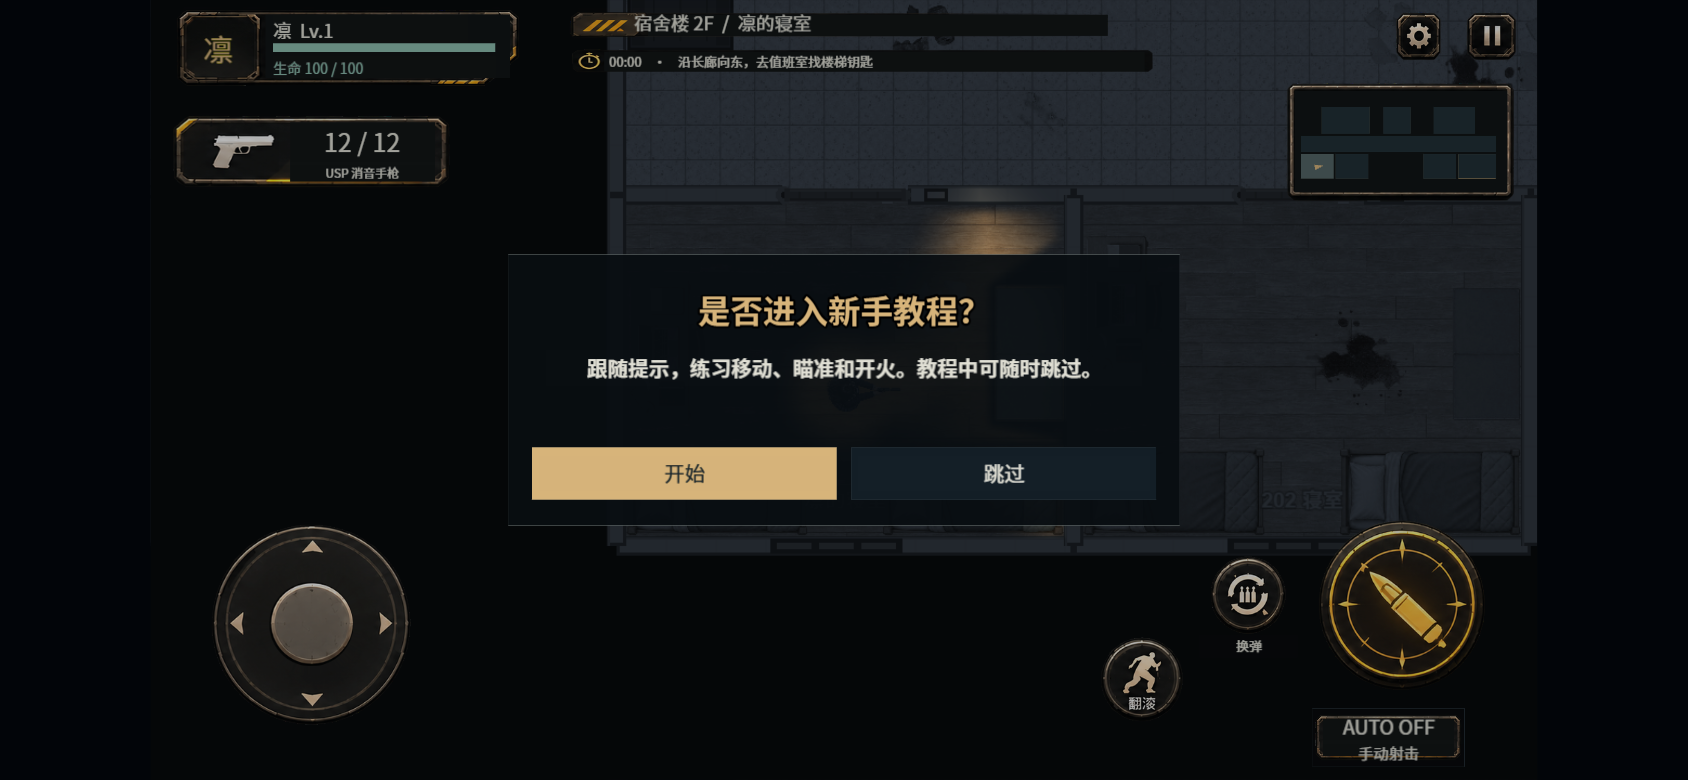 凛
凛 Lv.1
生命 100 / 100
宿舍楼 2F / 凛的寝室
00:00 · 沿长廊向东，去值班室找楼梯钥匙
12 / 12
USP 消音手枪
是否进入新手教程？
跟随提示，练习移动、瞄准和开火。教程中可随时跳过。
开始
跳过
202 寝室
换弹
翻滚
AUTO OFF
手动射击